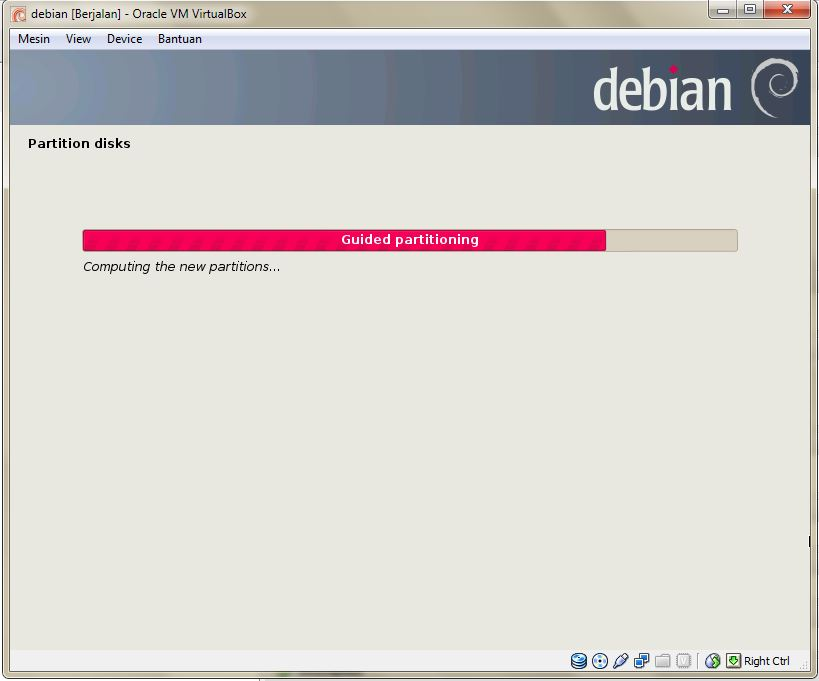 debian [Berjalan] - Oracle VM VirtualBox
Mesin View Device Bantuan
debian
Partition disks
Guided partitioning
Computing the new partitions...
Right Ctrl